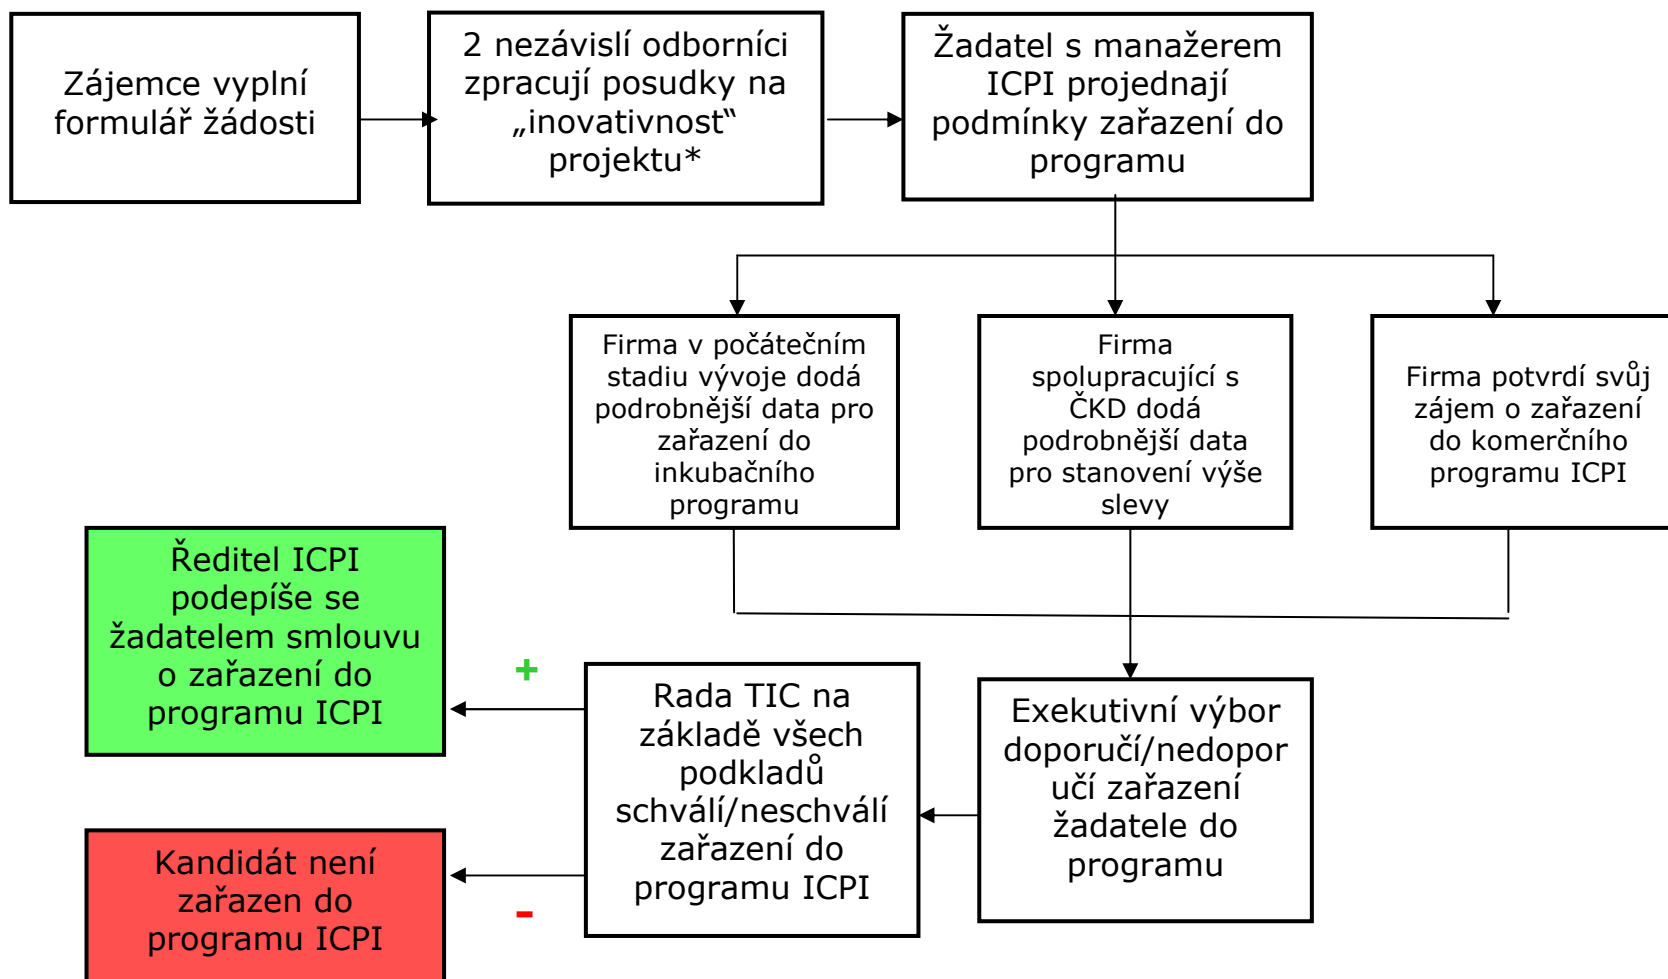 Zájemce vyplní
formulář žádosti
2 nezávislí odborníci
zpracují posudky na
„inovativnost“
projektu*
Žadatel s manažerem
ICPI projednají
podmínky zařazení do
programu
Firma v počátečním
stadiu vývoje dodá
podrobnější data pro
zařazení do
inkubačního
programu
Firma
spolupracující s
ČKD dodá
podrobnější data
pro stanovení výše
slevy
Firma potvrdí svůj
zájem o zařazení
do komerčního
programu ICPI
Exekutivní výbor
doporučí/nedopor
učí zařazení
žadatele do
programu
Rada TIC na
základě všech
podkladů
schválí/neschválí
zařazení do
programu ICPI
+
Ředitel ICPI
podepíše se
žadatelem smlouvu
o zařazení do
programu ICPI
-
Kandidát není
zařazen do
programu ICPI